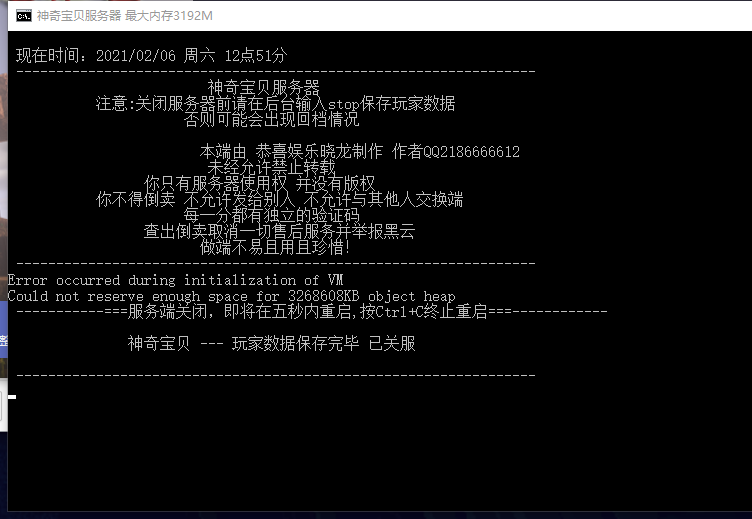 神奇宝贝服务器 最大内存3192M
现在时间：2021/02/06 周六 12点51分
------------------------------------------------------------------
神奇宝贝服务器
注意:关闭服务器前请在后台输入stop保存玩家数据
否则可能会出现回档情况
本端由 恭喜娱乐晓龙制作 作者QQ2186666612
未经允许禁止转载
你只有服务器使用权 并没有版权
你不得倒卖 不允许发给别人 不允许与其他人交换端
每一分都有独立的验证码
查出倒卖取消一切售后服务并举报黑云
做端不易且用且珍惜!
------------------------------------------------------------------
Error occurred during initialization of VM
Could not reserve enough space for 3268608KB object heap
-----------===服务端关闭，即将在五秒内重启,按Ctrl+C终止重启===------------
神奇宝贝 --- 玩家数据保存完毕 已关服
------------------------------------------------------------------